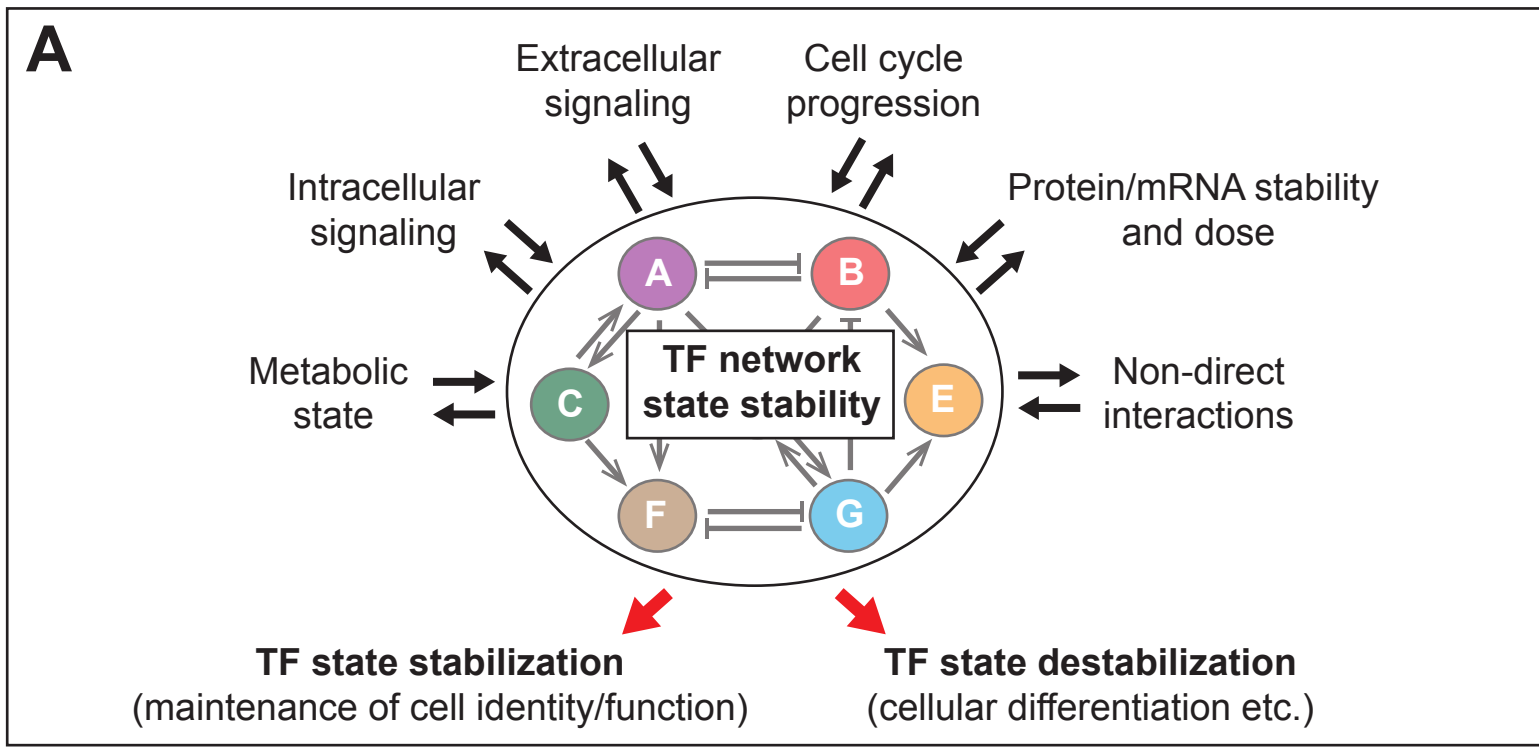 A
Extracellular
signaling
Cell cycle
progression
Intracellular
signaling
Protein/mRNA stability
and dose
A
B
TF network
state stability
C
E
Metabolic
state
Non-direct
interactions
F
G
TF state stabilization
(maintenance of cell identity/function)
TF state destabilization
(cellular differentiation etc.)